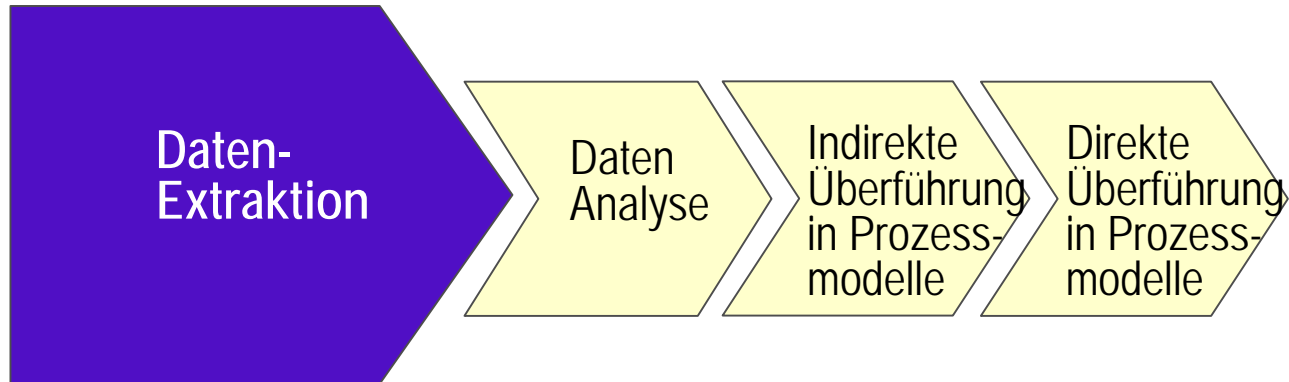 Daten-
Extraktion
Daten
Analyse
Indirekte
Überführung
in Prozess-
modelle
Direkte
Überführung
in Prozess-
modelle